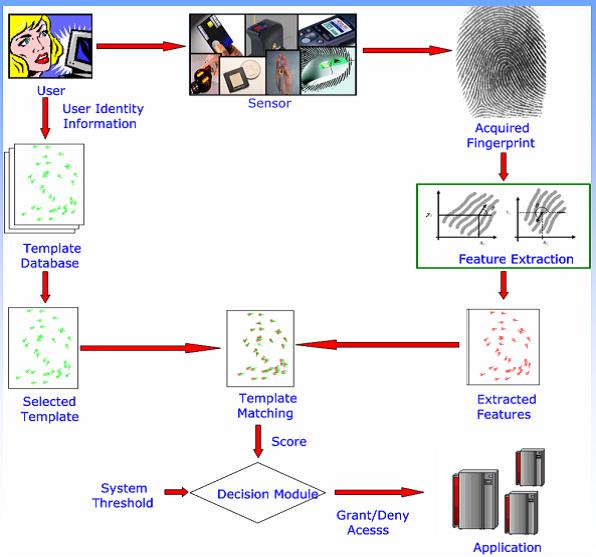 User
Sensor
User Identity
Information
Acquired
Fingerprint
Template
Database
Feature Extraction
Selected
Template
Template
Matching
Extracted
Features
Score
System
Threshold
Decision Module
Grant/Deny
Acesss
Application